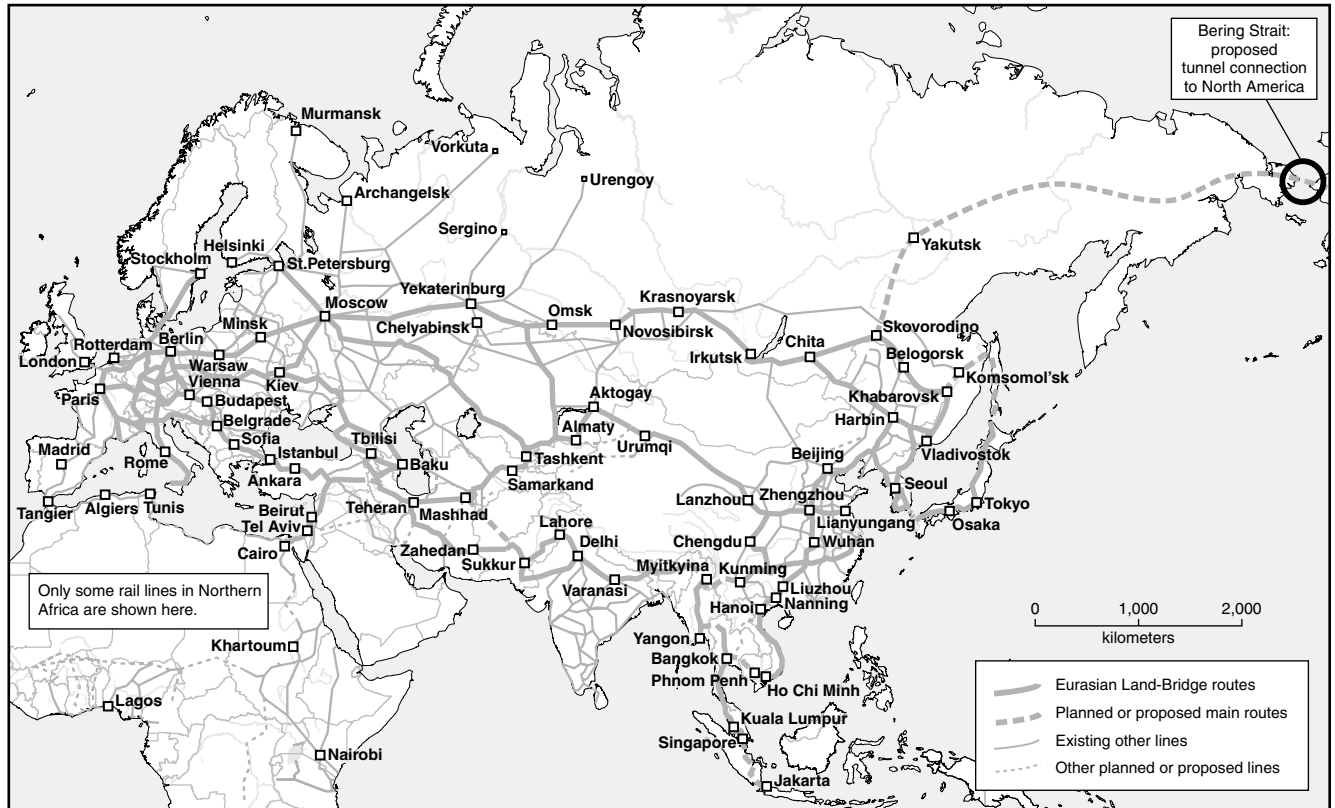 Bering Strait:
proposed
tunnel connection
to North America
Murmansk
Vorkuta
Urengoy
Archangelsk
Sergino
Yakutsk
Helsinki
Stockholm
St.Petersburg
Yekaterinburg
Moscow
Omsk
Krasnoyarsk
Chelyabinsk
Novosibirsk
Skovorodino
Minsk
Rotterdam
Berlin
London
Warsaw
Irkutsk
Chita
Belogorsk
Komsomol'sk
Vienna
Kiev
Paris
Budapest
Aktogay
Khabarovsk
Harbin
Belgrade
Almaty
Sofia
Tbilisi
Urumqi
Madrid
Rome
Istanbul
Baku
Tashkent
Beijing
Vladivostok
Ankara
Samarkand
Seoul
Tangier
Algiers
Tunis
Beirut
Teheran
Mashhad
Lanzhou
Zhengzhou
Tokyo
Osaka
Tel Aviv
Lahore
Lianyungang
Cairo
Zahedan
Delhi
Chengdu
Wuhan
Sukkur
Myitkyina
Kunming
Varanasi
Liuzhou
Nanning
Hanoi
Only some rail lines in Northern
Africa are shown here.
0 1,000 2,000
kilometers
Khartoum
Yangon
Bangkok
Phnom Penh
Ho Chi Minh
Lagos
Kuala Lumpur
Singapore
Nairobi
Jakarta
Eurasian Land-Bridge routes
Planned or proposed main routes
Existing other lines
Other planned or proposed lines